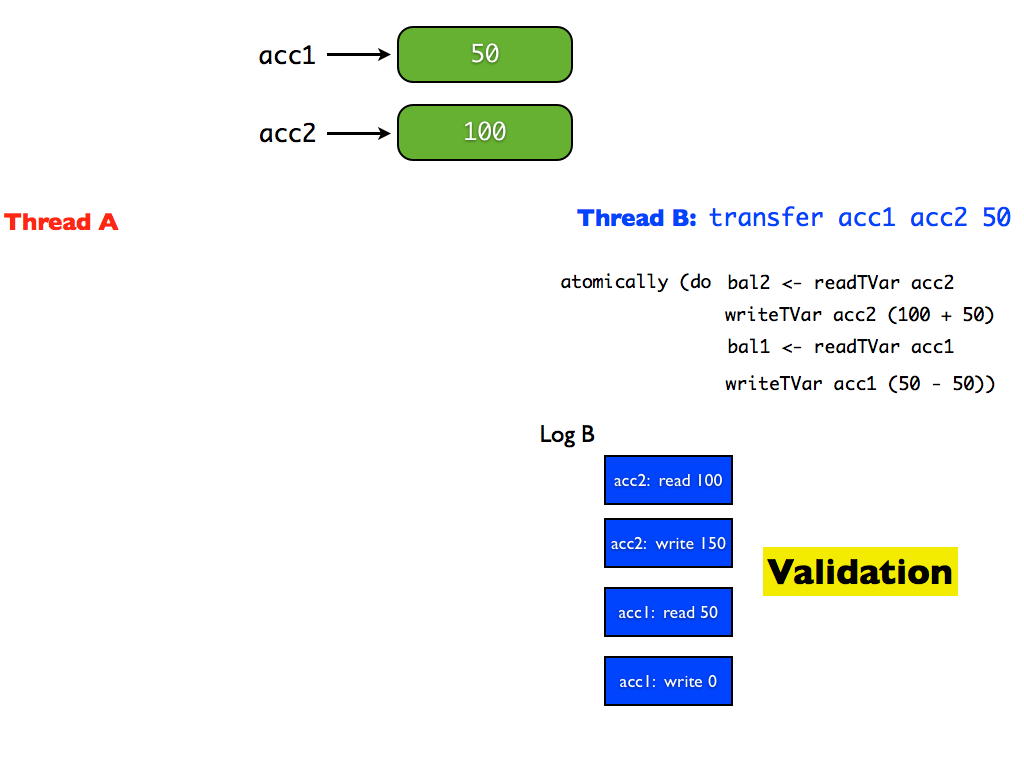 acc1 50
acc2 100
Thread A
Thread B: transfer acc1 acc2 50
atomically (do bal2 <- readTVar acc2
writeTVar acc2 (100 + 50)
bal1 <- readTVar acc1
writeTVar acc1 (50 - 50))
Log B
acc2: read 100
acc2: write 150
Validation
acc1: read 50
acc1: write 0